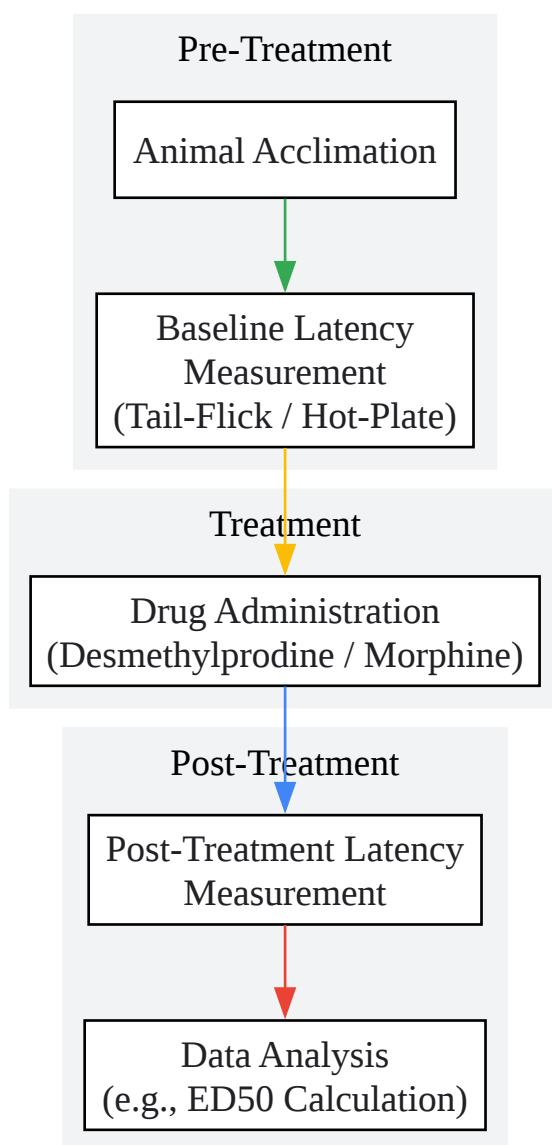 Pre-Treatment
Animal Acclimation
Baseline Latency
Measurement
(Tail-Flick / Hot-Plate)
Treatment
Drug Administration
(Desmethylprodine / Morphine)
Post-Treatment
Post-Treatment Latency
Measurement
Data Analysis
(e.g., ED50 Calculation)